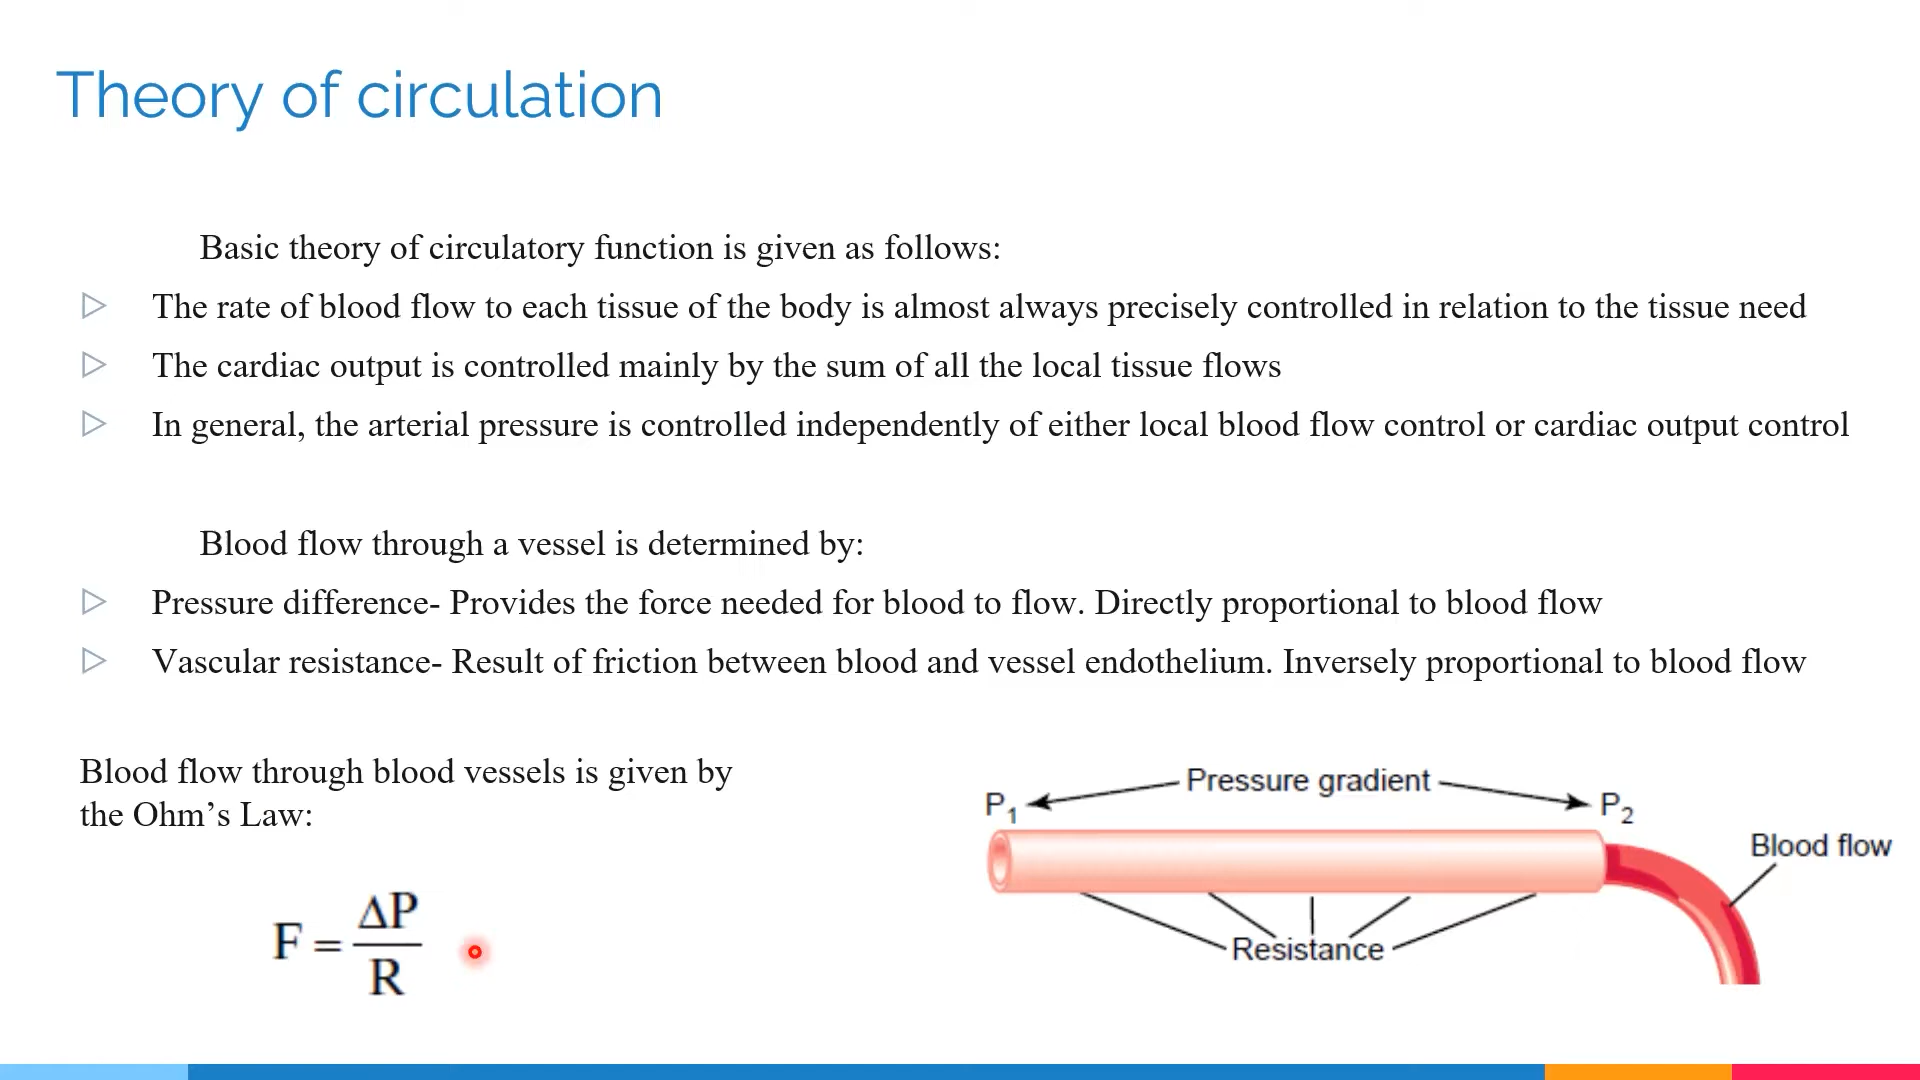 Theory of circulation
Basic theory of circulatory function is given as follows:
The rate of blood flow to each tissue of the body is almost always precisely controlled in relation to the tissue need
The cardiac output is controlled mainly by the sum of all the local tissue flows
In general, the arterial pressure is controlled independently of either local blood flow control or cardiac output control
Blood flow through a vessel is determined by:
Pressure difference- Provides the force needed for blood to flow. Directly proportional to blood flow
Vascular resistance- Result of friction between blood and vessel endothelium. Inversely proportional to blood flow
Blood flow through blood vessels is given by
the Ohm’s Law:
F = ΔP / R
Pressure gradient
P₁
P₂
Blood flow
Resistance